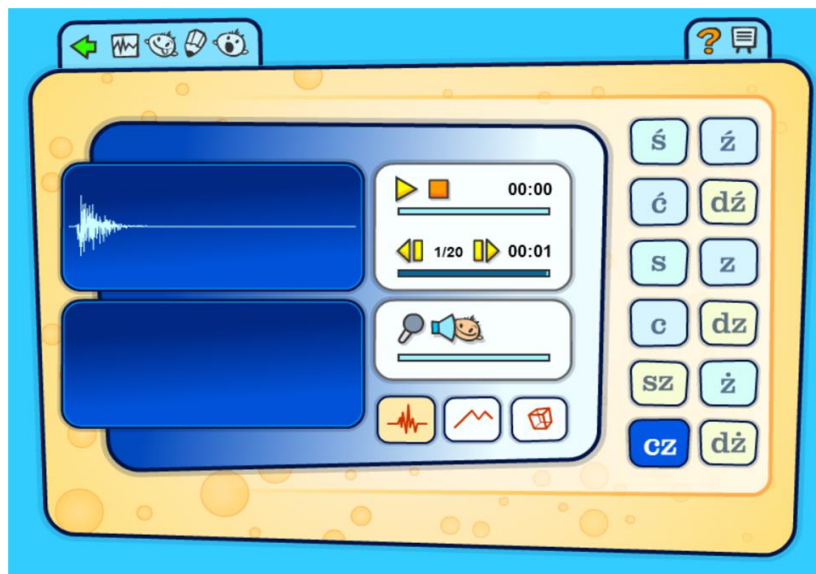 ?
00:00
1/20 00:01
ś ź
ć dź
s z
c dz
sz ż
cz dż